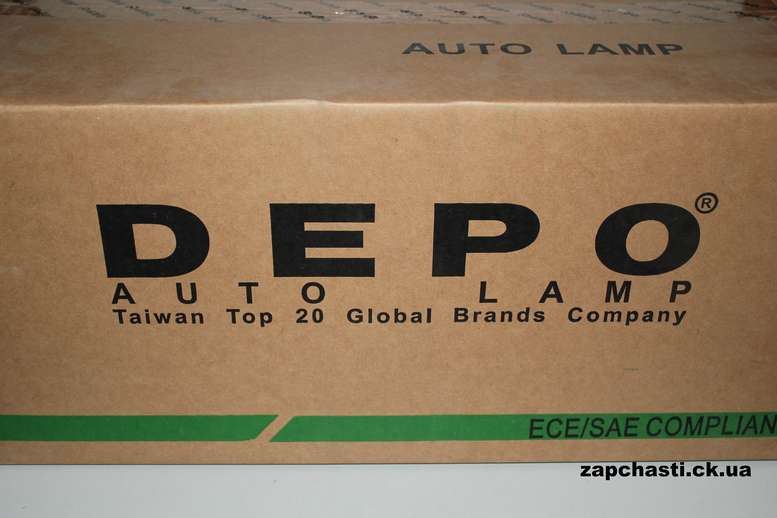 AUTO LAMP
DEPO®
AUTO LAMP
Taiwan Top 20 Global Brands Company
ECE/SAE COMPLIAN
zapchasti.ck.ua